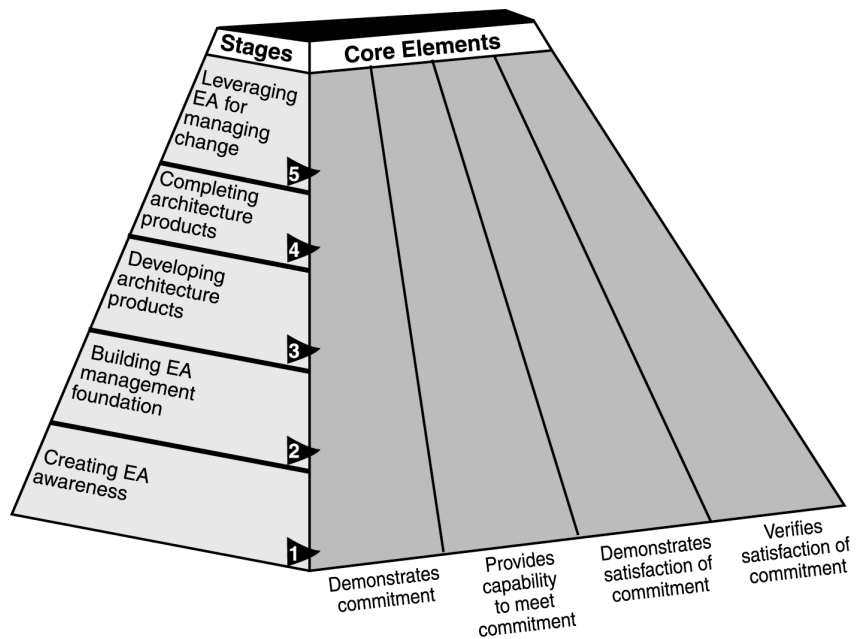 Stages
Core Elements
Leveraging
EA for
managing
change
5
Completing
architecture
products
4
Developing
architecture
products
3
Building EA
management
foundation
2
Creating EA
awareness
1
Demonstrates
commitment
Provides
capability
to meet
commitment
Demonstrates
satisfaction of
commitment
Verifies
satisfaction of
commitment